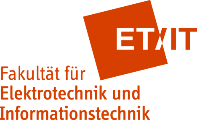 ET/IT
Fakultät für
Elektrotechnik und
Informationstechnik